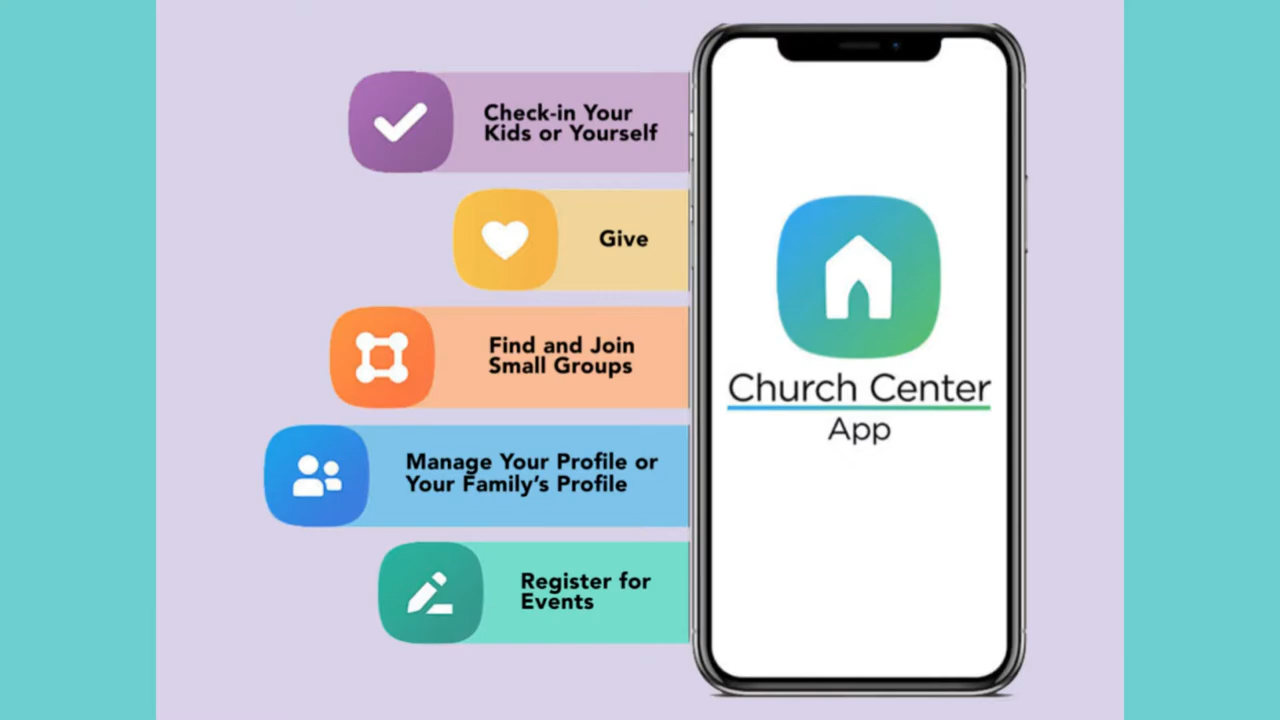 Check-in Your
Kids or Yourself
Give
Find and Join
Small Groups
Manage Your Profile or
Your Family’s Profile
Register for
Events
Church Center
App